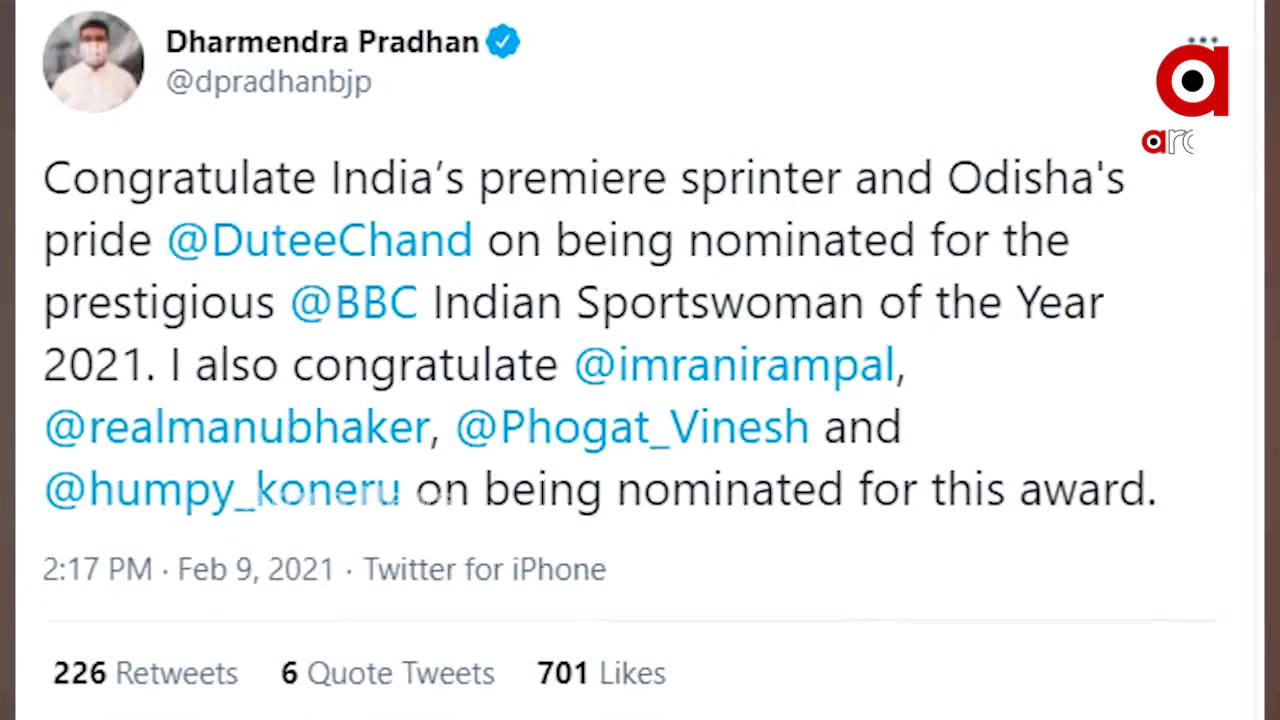 Dharmendra Pradhan
@dpradhanbjp
Congratulate India’s premiere sprinter and Odisha's
pride @DuteeChand on being nominated for the
prestigious @BBC Indian Sportswoman of the Year
2021. I also congratulate @imranirampal,
@realmanubhaker, @Phogat_Vinesh and
@humpy_koneru on being nominated for this award.
2:17 PM · Feb 9, 2021 · Twitter for iPhone
226 Retweets 6 Quote Tweets 701 Likes